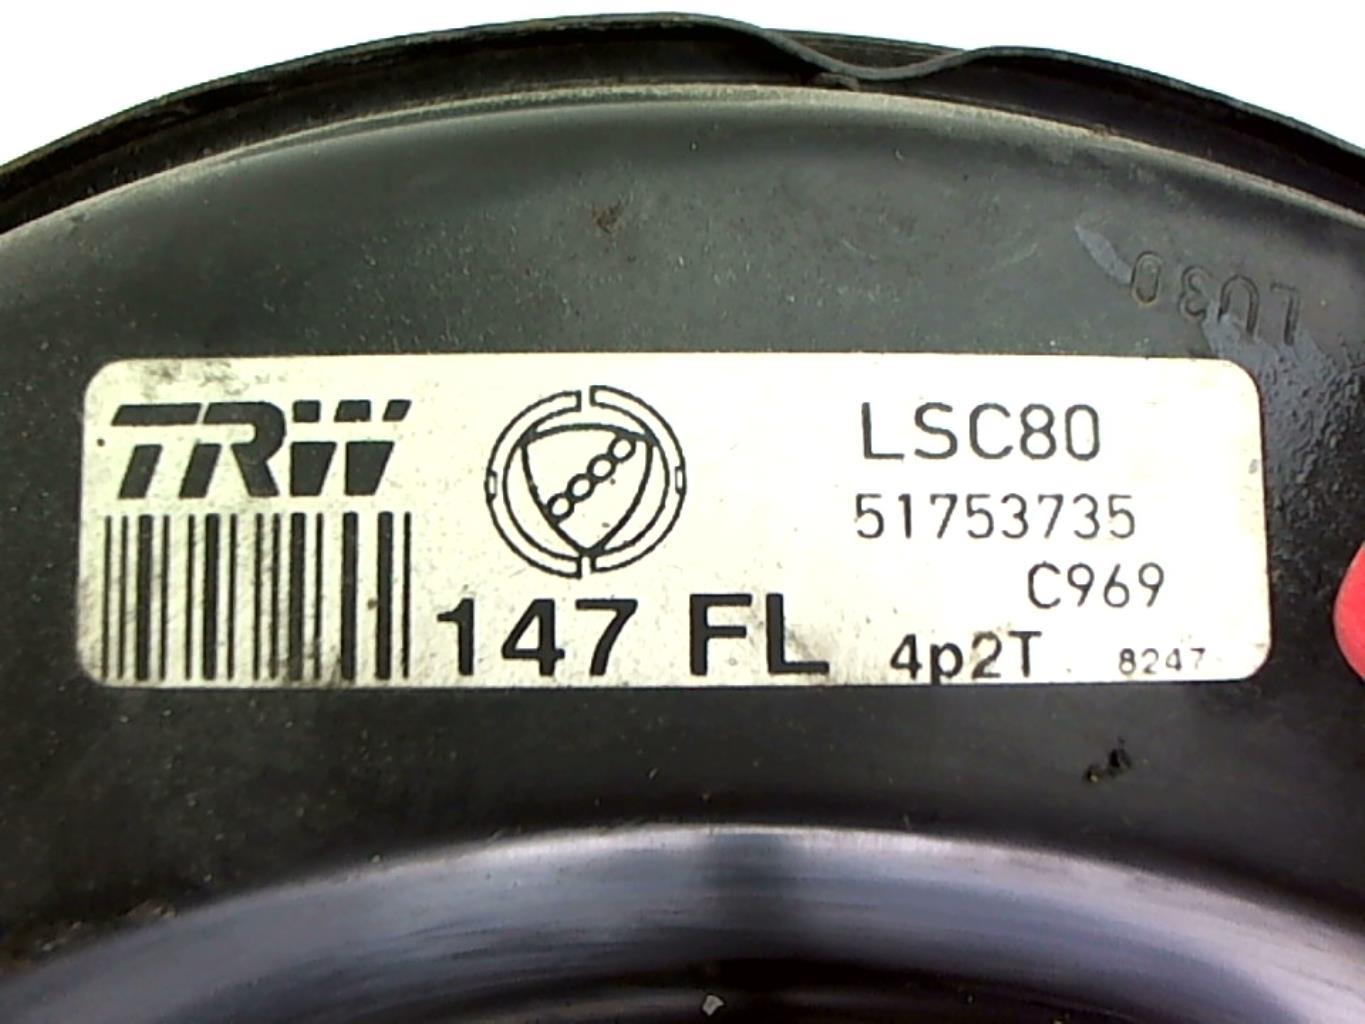 LU30
TRW
LSC80
51753735
C969
147 FL 4p2T 8247